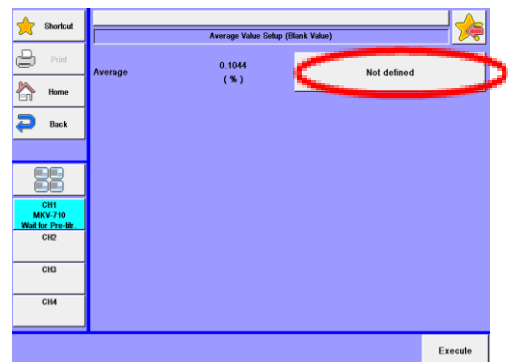 Shortcut
Print
Home
Back
CH1
MKV-710
Wait for Pre-titr.
CH2
CH3
CH4
Average Value Setup (Blank Value)
Average
0.1044
( % )
Not defined
Execute